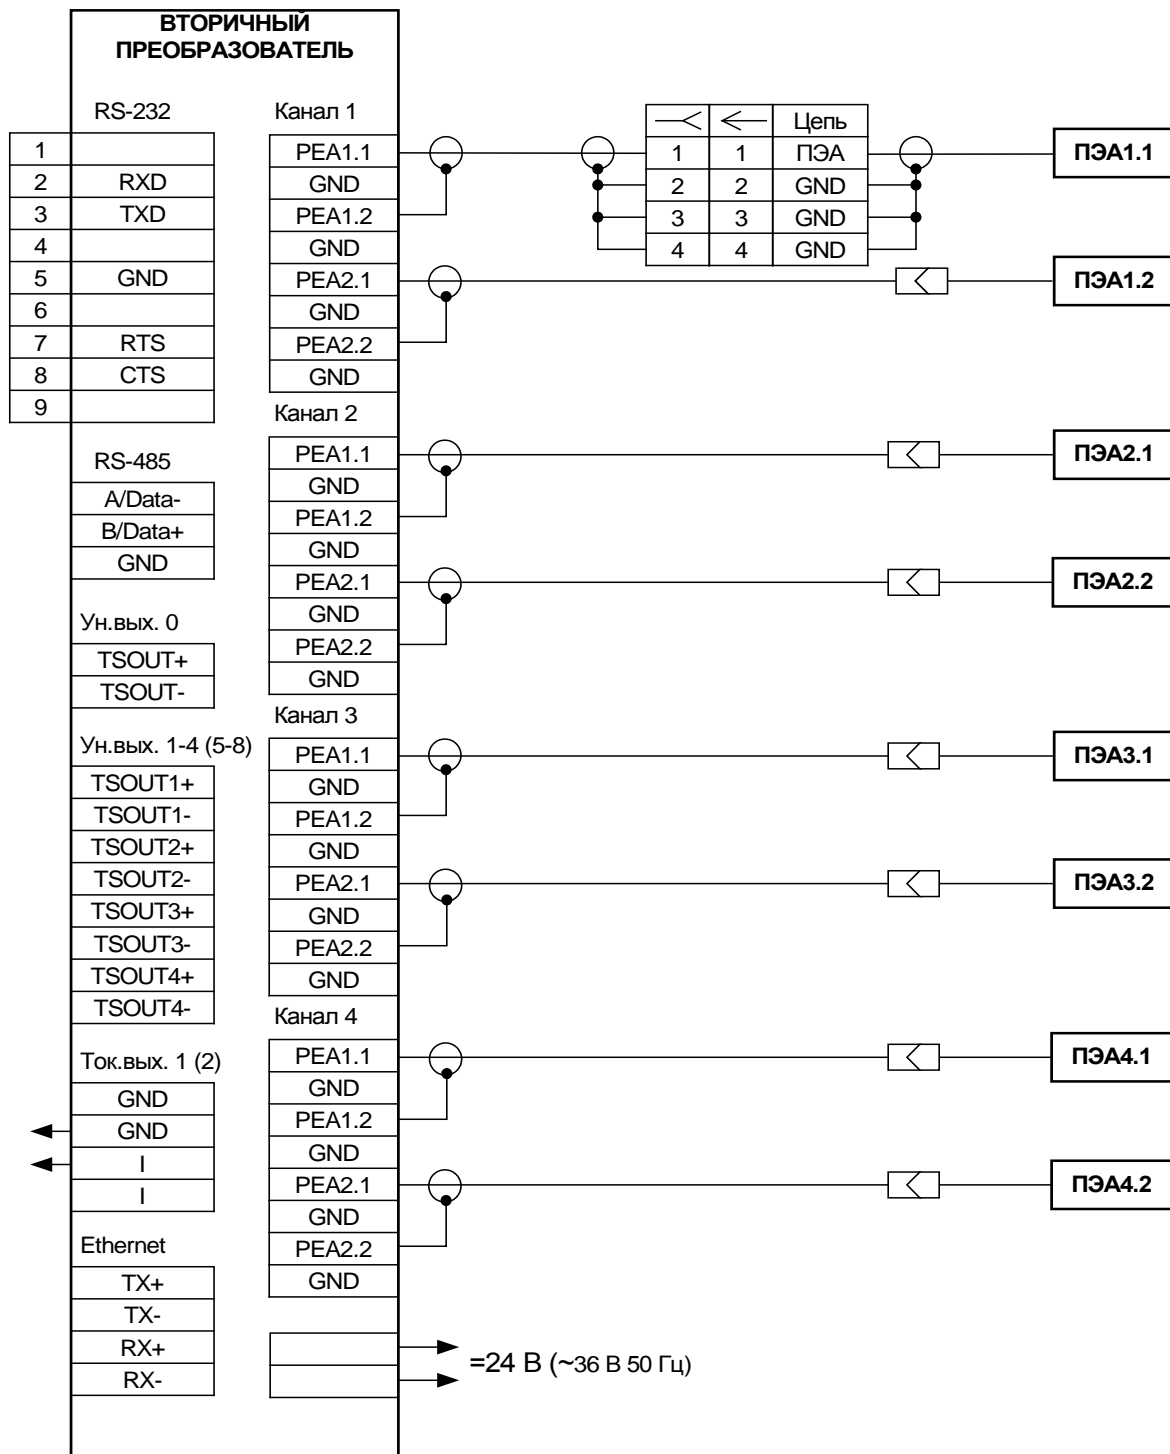 ВТОРИЧНЫЙ
ПРЕОБРАЗОВАТЕЛЬ
RS-232
1
2 RXD
3 TXD
4
5 GND
6
7 RTS
8 CTS
9
RS-485
A/Data-
B/Data+
GND
Ун.вых. 0
TSOUT+
TSOUT-
Ун.вых. 1-4 (5-8)
TSOUT1+
TSOUT1-
TSOUT2+
TSOUT2-
TSOUT3+
TSOUT3-
TSOUT4+
TSOUT4-
Ток.вых. 1 (2)
GND
GND
I
I
Ethernet
TX+
TX-
RX+
RX-
Канал 1
PEA1.1
GND
PEA1.2
GND
PEA2.1
GND
PEA2.2
GND
Канал 2
PEA1.1
GND
PEA1.2
GND
PEA2.1
GND
PEA2.2
GND
Канал 3
PEA1.1
GND
PEA1.2
GND
PEA2.1
GND
PEA2.2
GND
Канал 4
PEA1.1
GND
PEA1.2
GND
PEA2.1
GND
PEA2.2
GND
=24 В (~36 В 50 Гц)
Цепь
1 1 ПЭА
2 2 GND
3 3 GND
4 4 GND
ПЭА1.1
ПЭА1.2
ПЭА2.1
ПЭА2.2
ПЭА3.1
ПЭА3.2
ПЭА4.1
ПЭА4.2